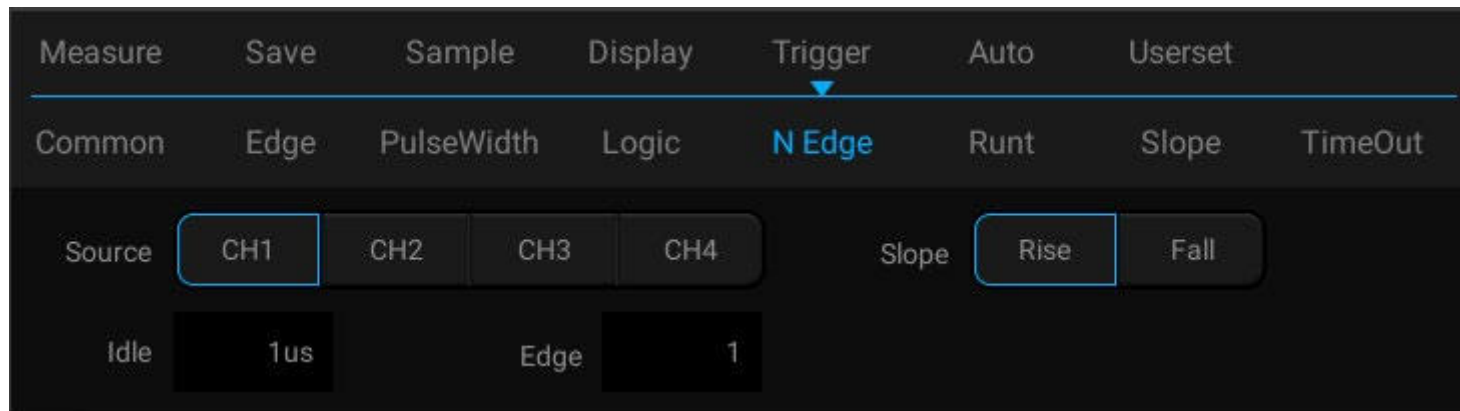 Measure Save Sample Display Trigger Auto Userset
Common Edge PulseWidth Logic N Edge Runt Slope TimeOut
Source CH1 CH2 CH3 CH4 Slope Rise Fall
Idle 1us Edge 1